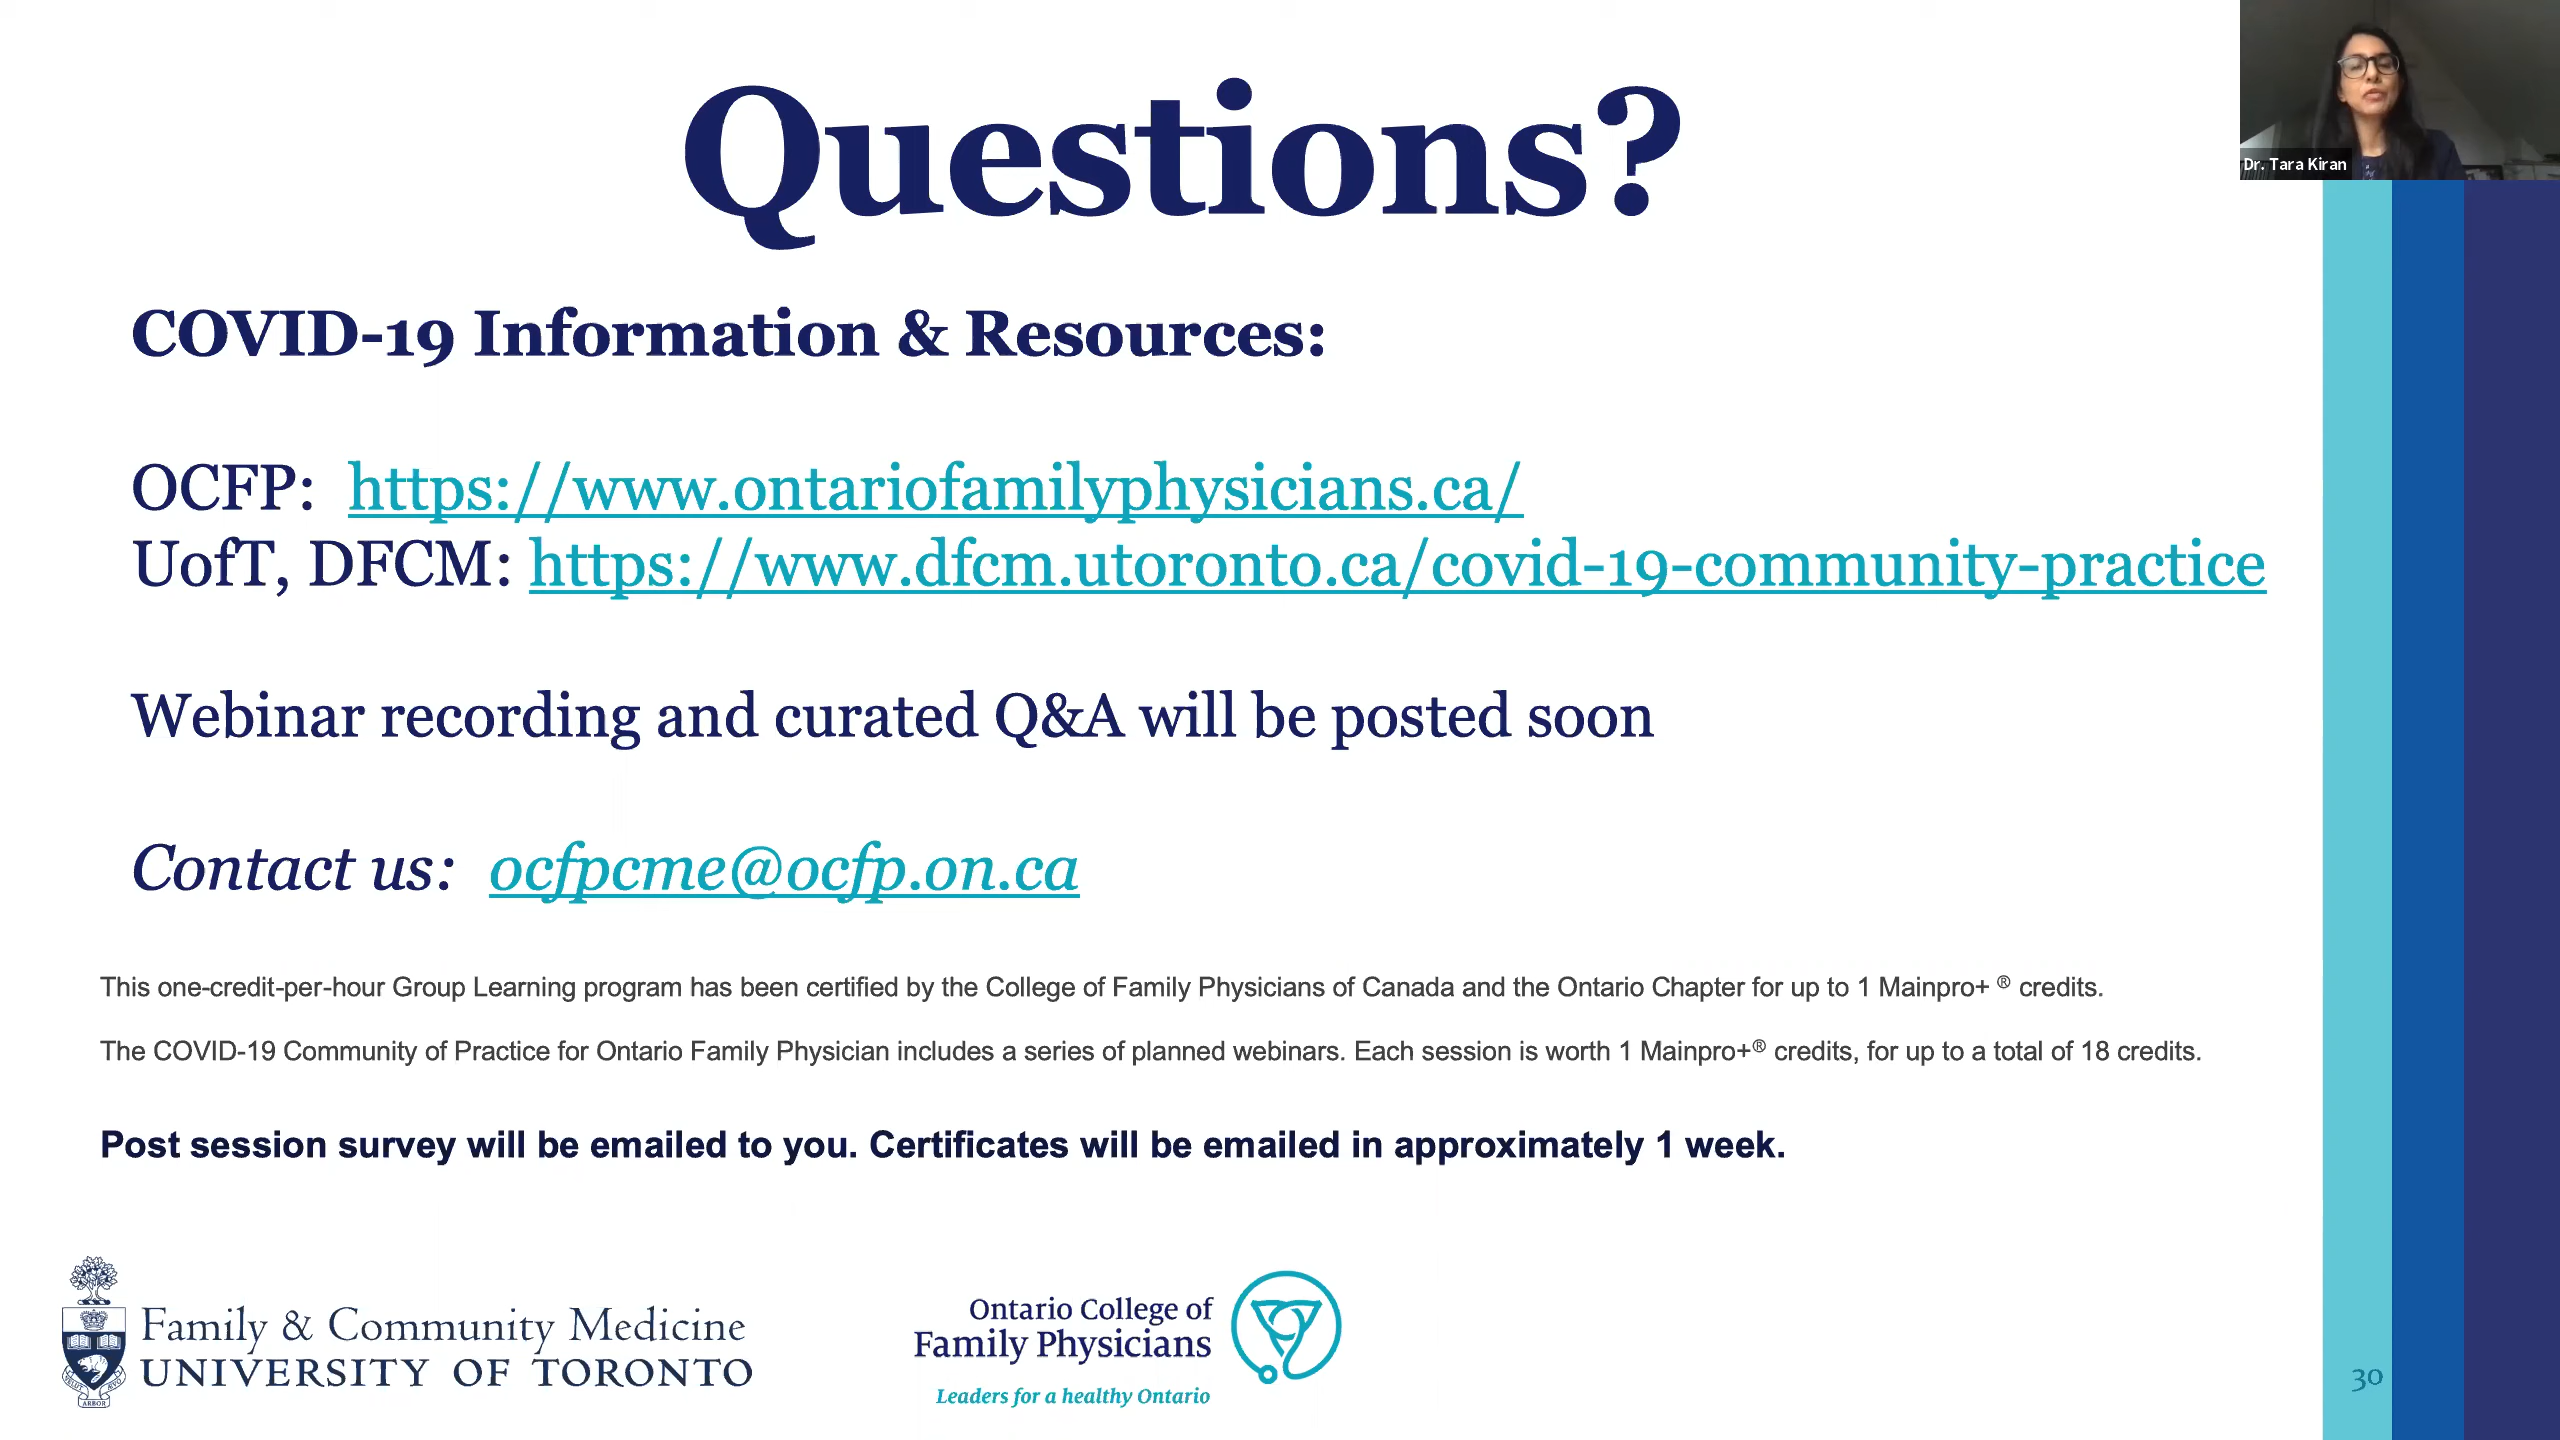 Questions?
Dr. Tara Kiran
COVID-19 Information & Resources:
OCFP: https://www.ontariofamilyphysicians.ca/
UofT, DFCM: https://www.dfcm.utoronto.ca/covid-19-community-practice
Webinar recording and curated Q&A will be posted soon
Contact us: ocfpcme@ocfp.on.ca
This one-credit-per-hour Group Learning program has been certified by the College of Family Physicians of Canada and the Ontario Chapter for up to 1 Mainpro+ ® credits.
The COVID-19 Community of Practice for Ontario Family Physician includes a series of planned webinars. Each session is worth 1 Mainpro+® credits, for up to a total of 18 credits.
Post session survey will be emailed to you. Certificates will be emailed in approximately 1 week.
Family & Community Medicine
UNIVERSITY OF TORONTO
ARBOR
Ontario College of
Family Physicians
Leaders for a healthy Ontario
30